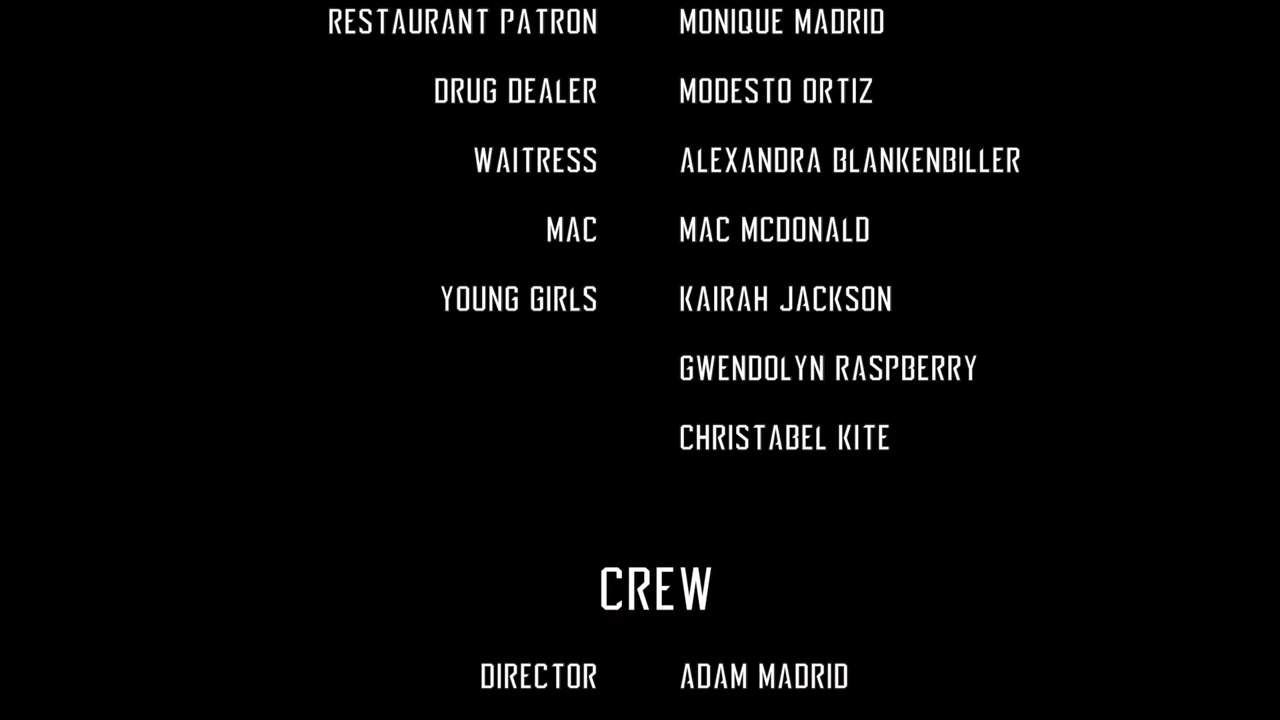 RESTAURANT PATRON MONIQUE MADRID
DRUG DEALER MODESTO ORTIZ
WAITRESS ALEXANDRA BLANKENBILLER
MAC MAC MCDONALD
YOUNG GIRLS KAIRAH JACKSON
GWENDOLYN RASPBERRY
CHRISTABEL KITE
CREW
DIRECTOR ADAM MADRID